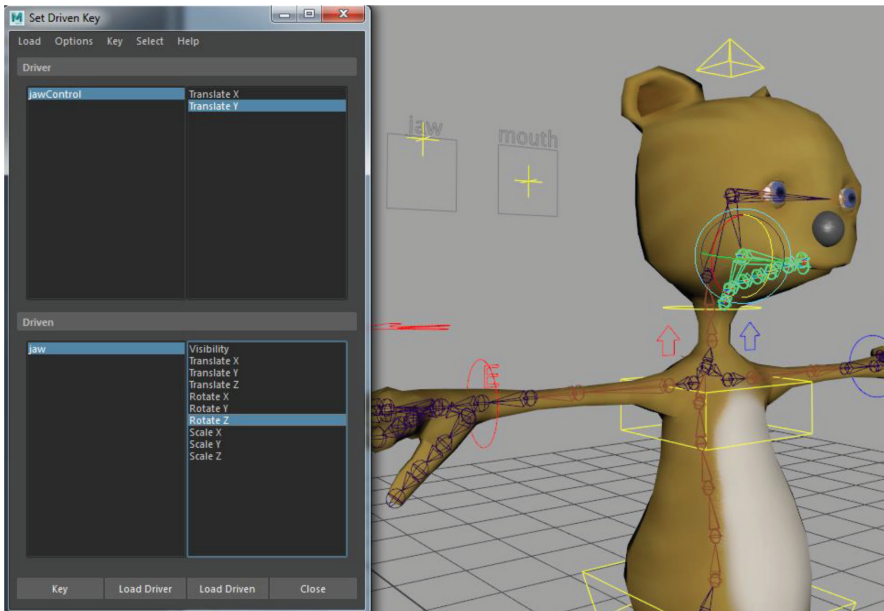 Set Driven Key
Load Options Key Select Help
Driver
jawControl
Translate X
Translate Y
Driven
jaw
Visibility
Translate X
Translate Y
Translate Z
Rotate X
Rotate Y
Rotate Z
Scale X
Scale Y
Scale Z
Key Load Driver Load Driven Close
jaw
mouth